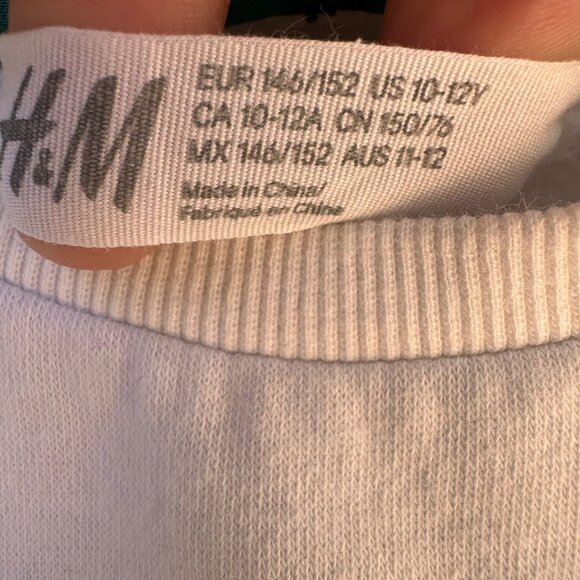 H&M
EUR 146/152 US 10-12Y
CA 10-12A CN 150/76
MX 146/152 AUS 11-12
Made in China/
Fabriqué en Chine